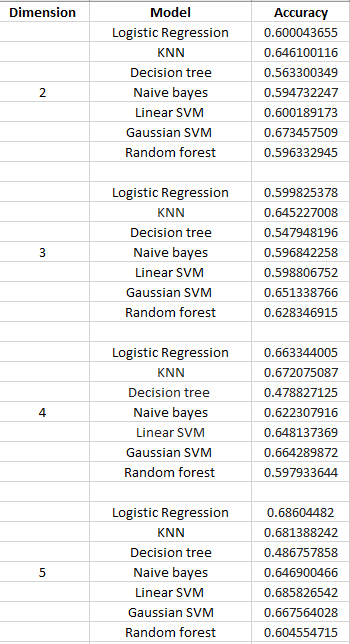 Dimension Model Accuracy
Logistic Regression 0.600043655
KNN 0.646100116
Decision tree 0.563300349
2 Naive bayes 0.594732247
Linear SVM 0.600189173
Gaussian SVM 0.673457509
Random forest 0.596332945
Logistic Regression 0.599825378
KNN 0.645227008
Decision tree 0.547948196
3 Naive bayes 0.596842258
Linear SVM 0.598806752
Gaussian SVM 0.651338766
Random forest 0.628346915
Logistic Regression 0.663344005
KNN 0.672075087
Decision tree 0.478827125
4 Naive bayes 0.622307916
Linear SVM 0.648137369
Gaussian SVM 0.664289872
Random forest 0.597933644
Logistic Regression 0.68604482
KNN 0.681388242
Decision tree 0.486757858
5 Naive bayes 0.646900466
Linear SVM 0.685826542
Gaussian SVM 0.667564028
Random forest 0.604554715